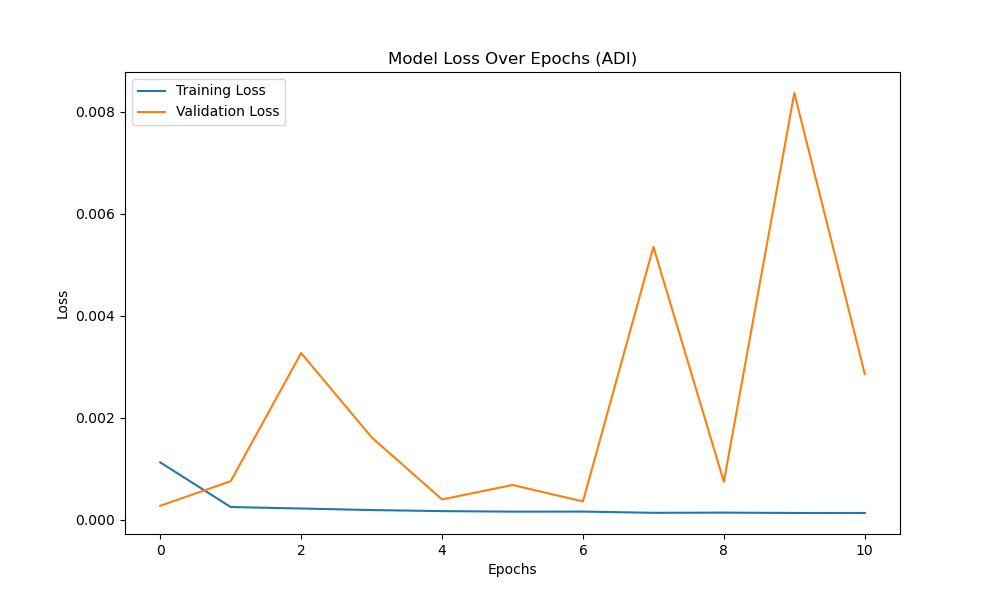 Model Loss Over Epochs (ADI)
Training Loss
Validation Loss
0.008
0.006
0.004
0.002
0.000
Loss
0 2 4 6 8 10
Epochs